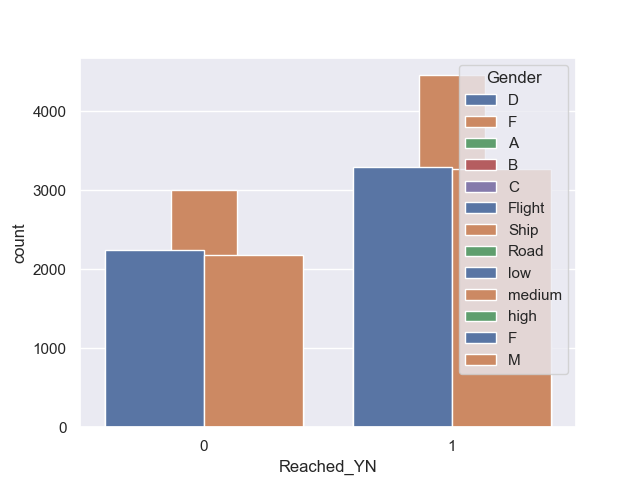 4000
3000
2000
1000
0
count
0
1
Reached_YN
Gender
D
F
A
B
C
Flight
Ship
Road
low
medium
high
F
M